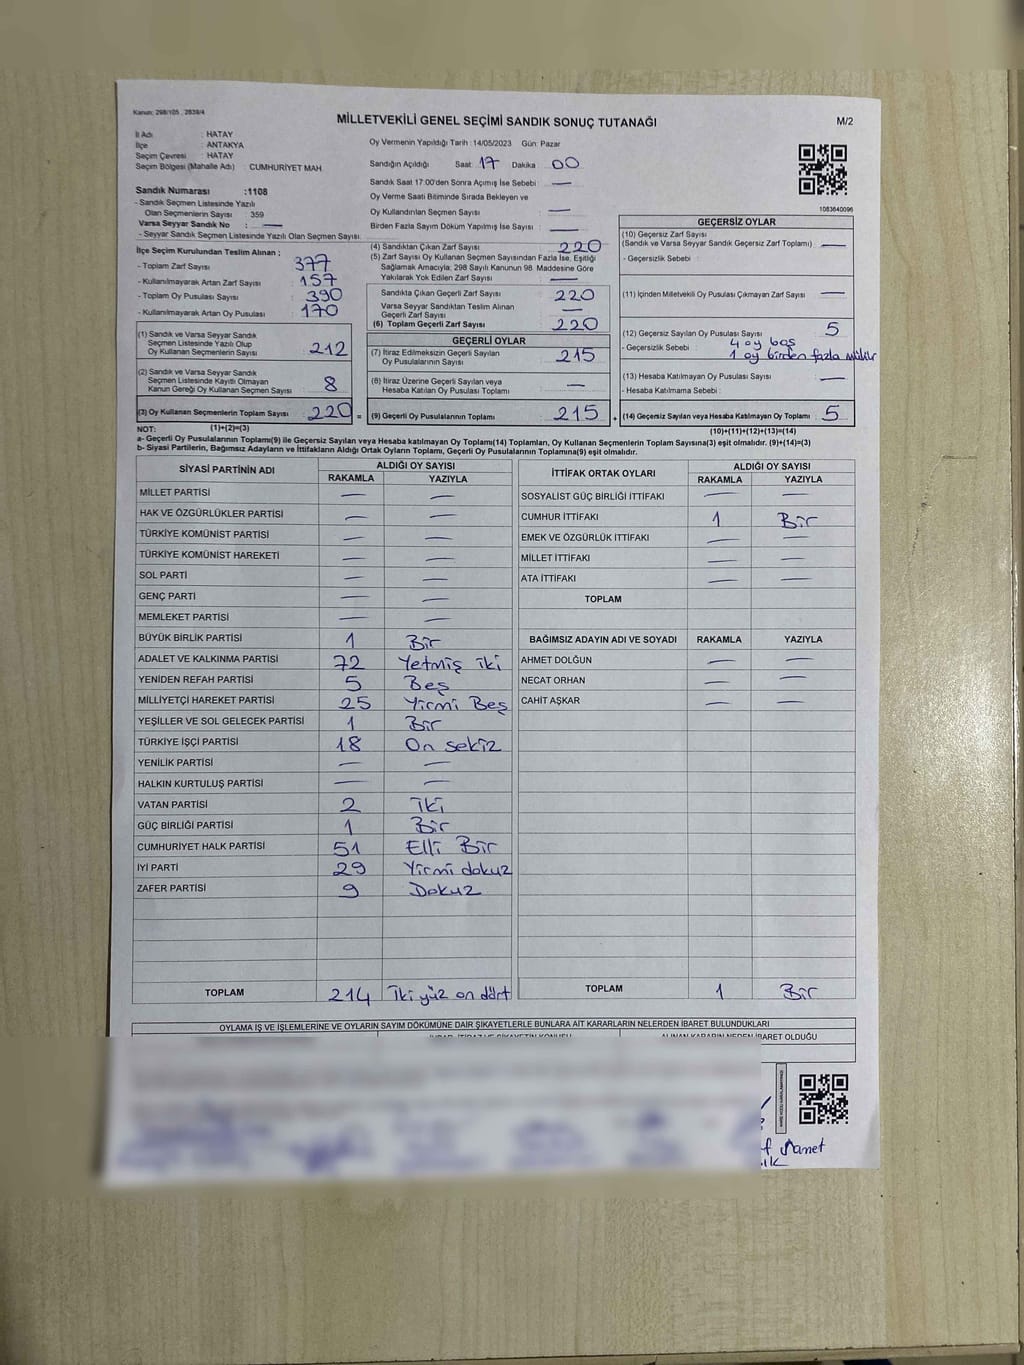 Kanun: 298/105 , 2839/4
MİLLETVEKİLİ GENEL SEÇİMİ SANDIK SONUÇ TUTANAĞI
M/2
İl Adı : HATAY
İlçe : ANTAKYA
Seçim Çevresi : HATAY
Seçim Bölgesi (Mahalle Adı) : CUMHURİYET MAH.
Sandık Numarası :1108
- Sandık Seçmen Listesinde Yazılı
Olan Seçmenlerin Sayısı : 359
Varsa Seyyar Sandık No : —
- Seyyar Sandık Seçmen Listesinde Yazılı Olan Seçmen Sayısı:
İlçe Seçim Kurulundan Teslim Alınan ;
- Toplam Zarf Sayısı : 377
- Kullanılmayarak Artan Zarf Sayısı : 157
- Toplam Oy Pusulası Sayısı : 390
- Kullanılmayarak Artan Oy Pusulası : 170
(1) Sandık ve Varsa Seyyar Sandık
Seçmen Listesinde Yazılı Olup
Oy Kullanan Seçmenlerin Sayısı : 212
(2) Sandık ve Varsa Seyyar Sandık
Seçmen Listesinde Kayıtlı Olmayan
Kanun Gereği Oy Kullanan Seçmen Sayısı : 8
(3) Oy Kullanan Seçmenlerin Toplam Sayısı : 220
(1)+(2)=(3)
Oy Vermenin Yapıldığı Tarih : 14/05/2023 Gün: Pazar
Sandığın Açıldığı Saat: 17 Dakika : 00
Sandık Saat 17:00'den Sonra Açımış İse Sebebi : —
Oy Verme Saati Bitiminde Sırada Bekleyen ve
Oy Kullandırılan Seçmen Sayısı : —
Birden Fazla Sayım Döküm Yapılmış İse Sayısı : —
(4) Sandıktan Çıkan Zarf Sayısı : 220
(5) Zarf Sayısı Oy Kullanan Seçmen Sayısından Fazla İse, Eşitliği
Sağlamak Amacıyla; 298 Sayılı Kanunun 98. Maddesine Göre
Yakılarak Yok Edilen Zarf Sayısı : —
Sandıkta Çıkan Geçerli Zarf Sayısı : 220
Varsa Seyyar Sandıktan Teslim Alınan
Geçerli Zarf Sayısı : —
(6) Toplam Geçerli Zarf Sayısı : 220
GEÇERLİ OYLAR
(7) İtiraz Edilmeksizin Geçerli Sayılan
Oy Pusulalarının Sayısı : 215
(8) İtiraz Üzerine Geçerli Sayılan veya
Hesaba Katılan Oy Pusulası Toplamı : —
= (9) Geçerli Oy Pusulalarının Toplamı : 215
1083640096
GEÇERSİZ OYLAR
(10) Geçersiz Zarf Sayısı
(Sandık ve Varsa Seyyar Sandık Geçersiz Zarf Toplamı) : —
- Geçersizlik Sebebi :
(11) İçinden Milletvekili Oy Pusulası Çıkmayan Zarf Sayısı : —
(12) Geçersiz Sayılan Oy Pusulası Sayısı : 5
- Geçersizlik Sebebi : 4 oy boş
1 oy birden fazla mühür
(13) Hesaba Katılmayan Oy Pusulası Sayısı : —
- Hesaba Katılmama Sebebi :
+ (14) Geçersiz Sayılan veya Hesaba Katılmayan Oy Toplamı : 5
(10)+(11)+(12)+(13)=(14)
NOT:
a- Geçerli Oy Pusulalarının Toplamı(9) ile Geçersiz Sayılan veya Hesaba katılmayan Oy Toplamı(14) Toplamları, Oy Kullanan Seçmenlerin Toplam Sayısına(3) eşit olmalıdır. (9)+(14)=(3)
b- Siyasi Partilerin, Bağımsız Adayların ve İttifakların Aldığı Ortak Oyların Toplamı, Geçerli Oy Pusulalarının Toplamına(9) eşit olmalıdır.
SİYASİ PARTİNİN ADI ALDIĞI OY SAYISI
RAKAMLA YAZIYLA
MİLLET PARTİSİ — —
HAK VE ÖZGÜRLÜKLER PARTİSİ — —
TÜRKİYE KOMÜNİST PARTİSİ — —
TÜRKİYE KOMÜNİST HAREKETİ — —
SOL PARTİ — —
GENÇ PARTİ — —
MEMLEKET PARTİSİ — —
BÜYÜK BİRLİK PARTİSİ 1 Bir
ADALET VE KALKINMA PARTİSİ 72 Yetmiş iki
YENİDEN REFAH PARTİSİ 5 Beş
MİLLİYETÇİ HAREKET PARTİSİ 25 Yirmi Beş
YEŞİLLER VE SOL GELECEK PARTİSİ 1 Bir
TÜRKİYE İŞÇİ PARTİSİ 18 On sekiz
YENİLİK PARTİSİ — —
HALKIN KURTULUŞ PARTİSİ — —
VATAN PARTİSİ 2 İki
GÜÇ BİRLİĞİ PARTİSİ 1 Bir
CUMHURİYET HALK PARTİSİ 51 Elli Bir
İYİ PARTİ 29 Yirmi dokuz
ZAFER PARTİSİ 9 Dokuz
TOPLAM 214 İki yüz on dört
İTTİFAK ORTAK OYLARI ALDIĞI OY SAYISI
RAKAMLA YAZIYLA
SOSYALİST GÜÇ BİRLİĞİ İTTİFAKI — —
CUMHUR İTTİFAKI 1 Bir
EMEK VE ÖZGÜRLÜK İTTİFAKI — —
MİLLET İTTİFAKI — —
ATA İTTİFAKI — —
TOPLAM
BAĞIMSIZ ADAYIN ADI VE SOYADI RAKAMLA YAZIYLA
AHMET DOLĞUN — —
NECAT ORHAN — —
CAHİT AŞKAR — —
TOPLAM 1 Bir
OYLAMA İŞ VE İŞLEMLERİNE VE OYLARIN SAYIM DÖKÜMÜNE DAİR ŞİKAYETLERLE BUNLARA AİT KARARLARIN NELERDEN İBARET BULUNDUKLARI